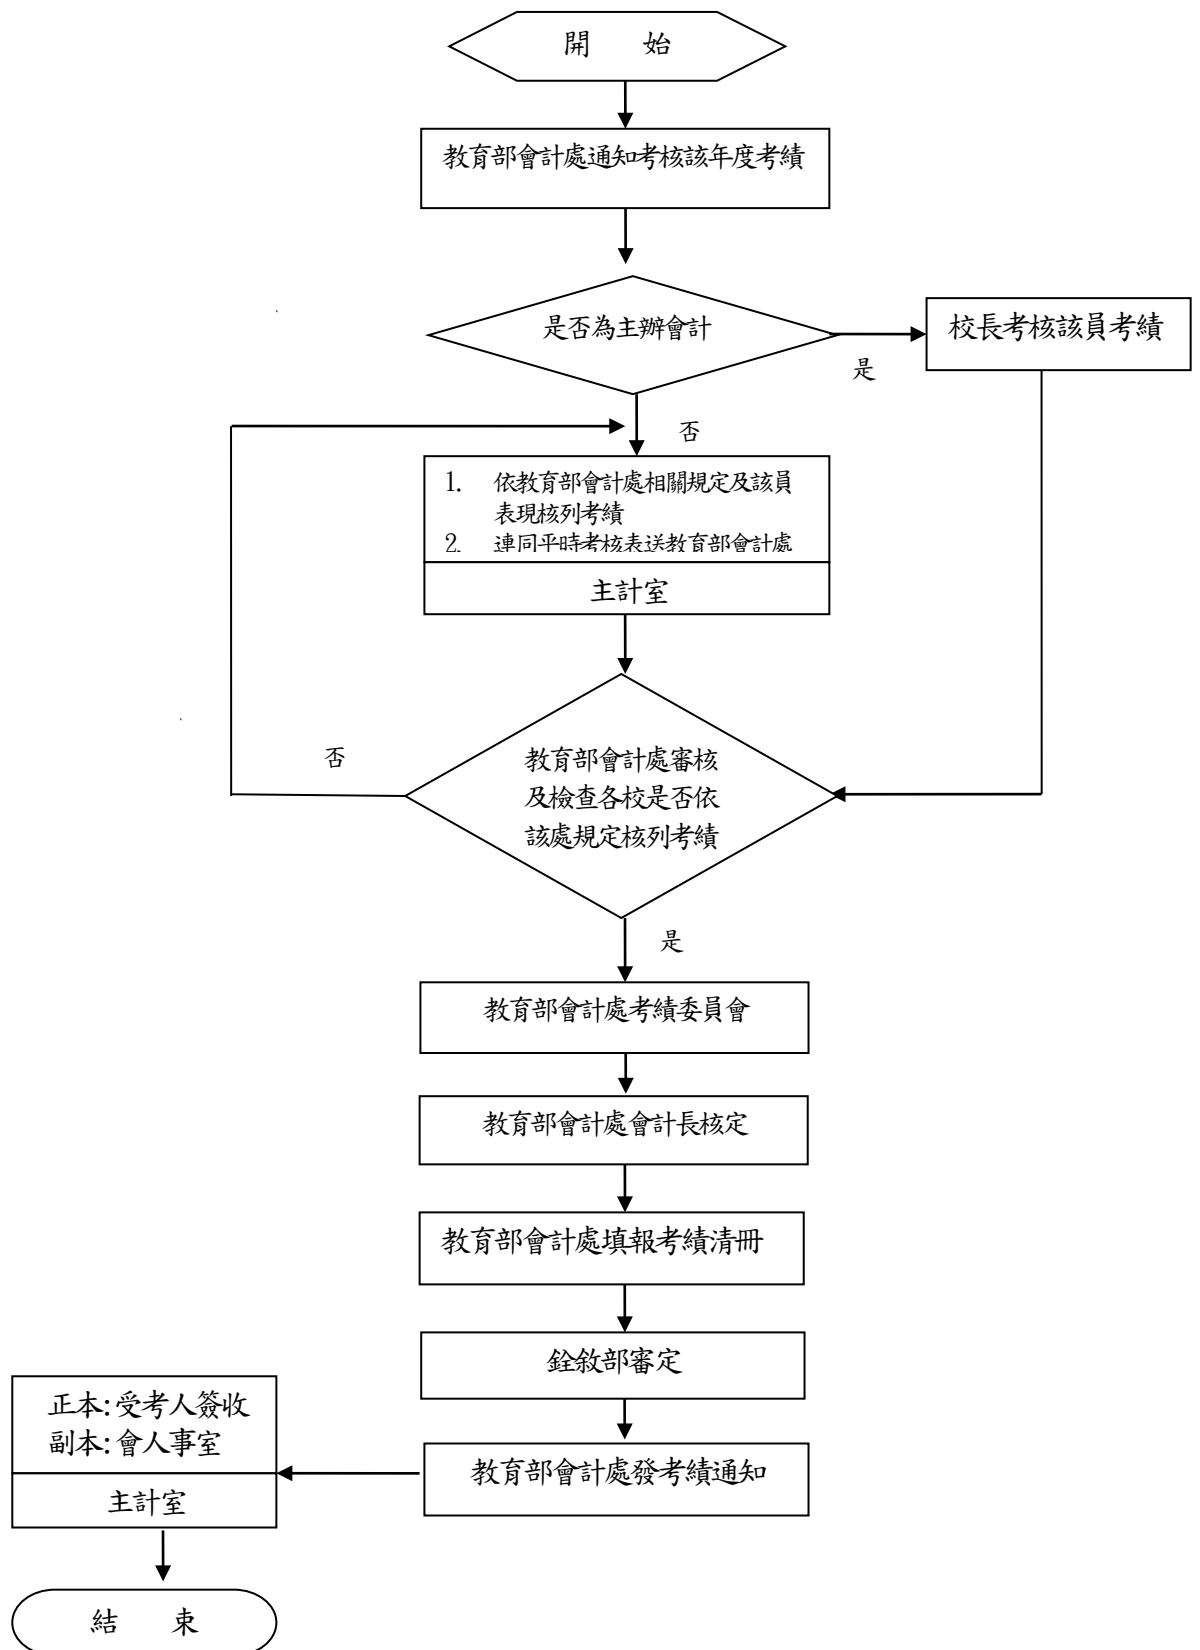 開 始
教育部會計處通知考核該年度考績
是否為主辦會計
校長考核該員考績
是
否
1. 依教育部會計處相關規定及該員
表現核列考績
2. 連同平時考核表送教育部會計處
主計室
否
教育部會計處審核
及檢查各校是否依
該處規定核列考績
是
教育部會計處考績委員會
教育部會計處會計長核定
教育部會計處填報考績清冊
銓敘部審定
正本:受考人簽收
副本:會人事室
教育部會計處發考績通知
主計室
結 束